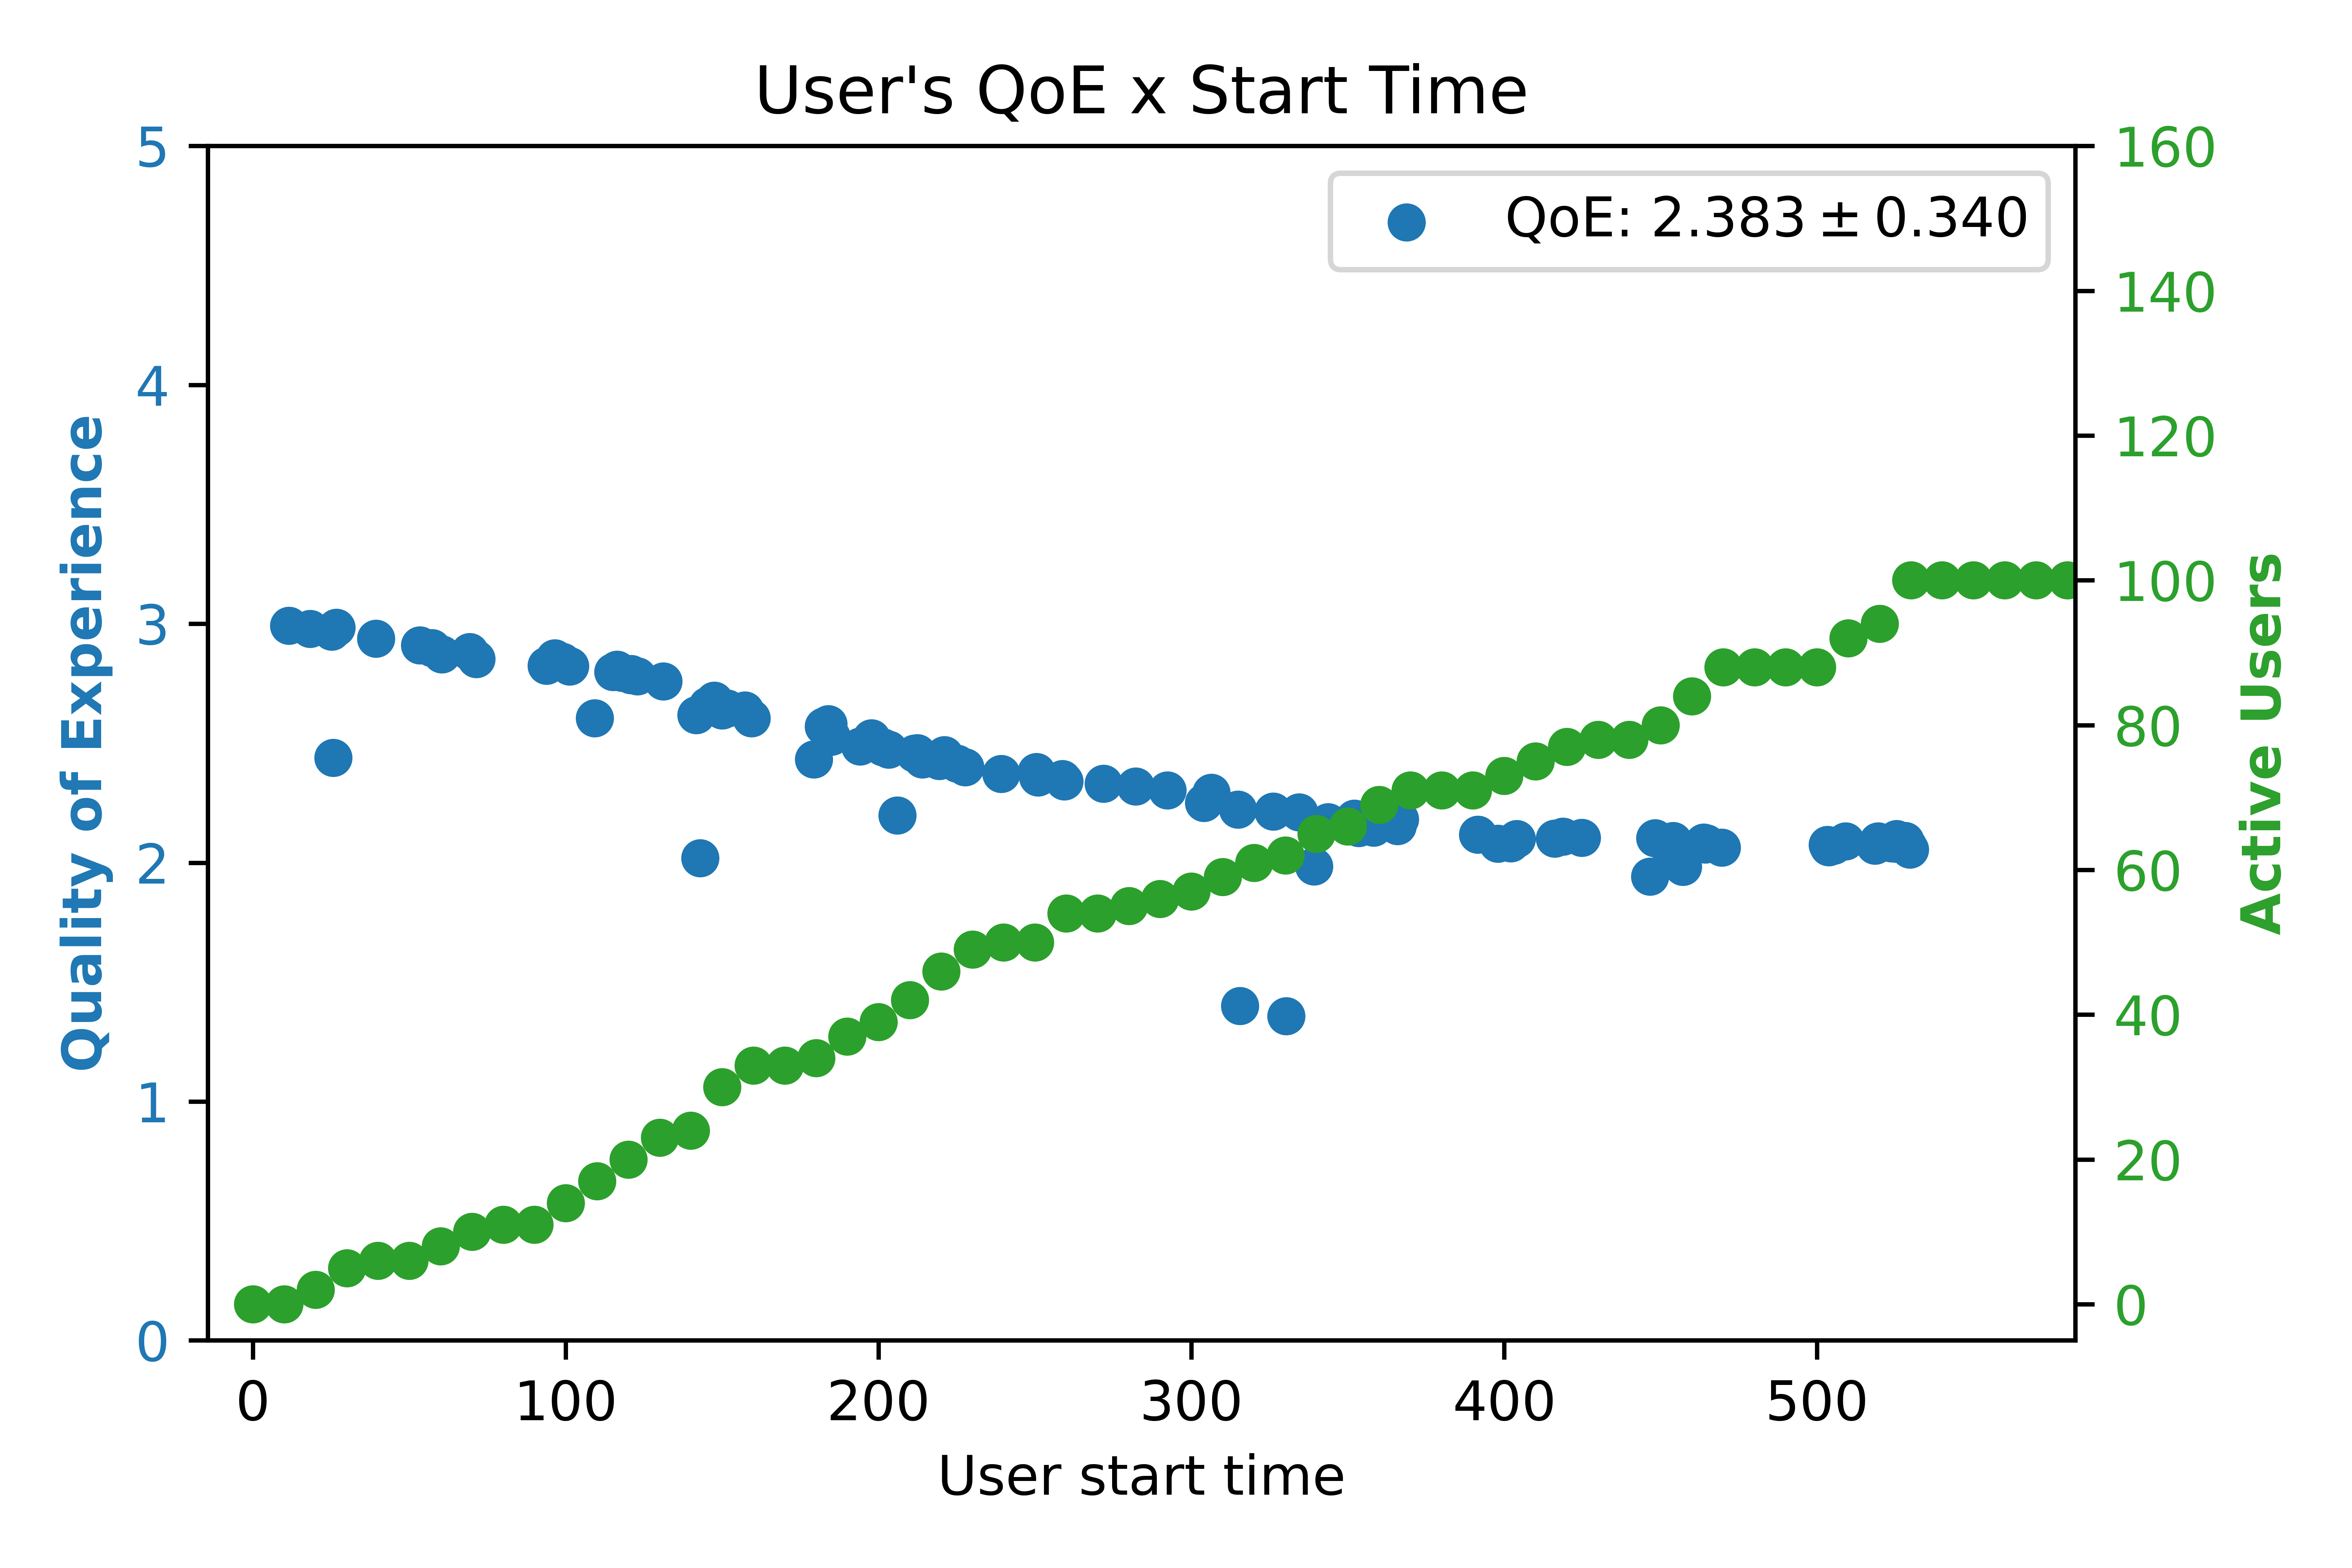 User's QoE x Start Time
QoE: 2.383 ± 0.340
Quality of Experience
5
4
3
2
1
0
160
140
120
100
80
60
40
20
0
Active Users
0 100 200 300 400 500
User start time